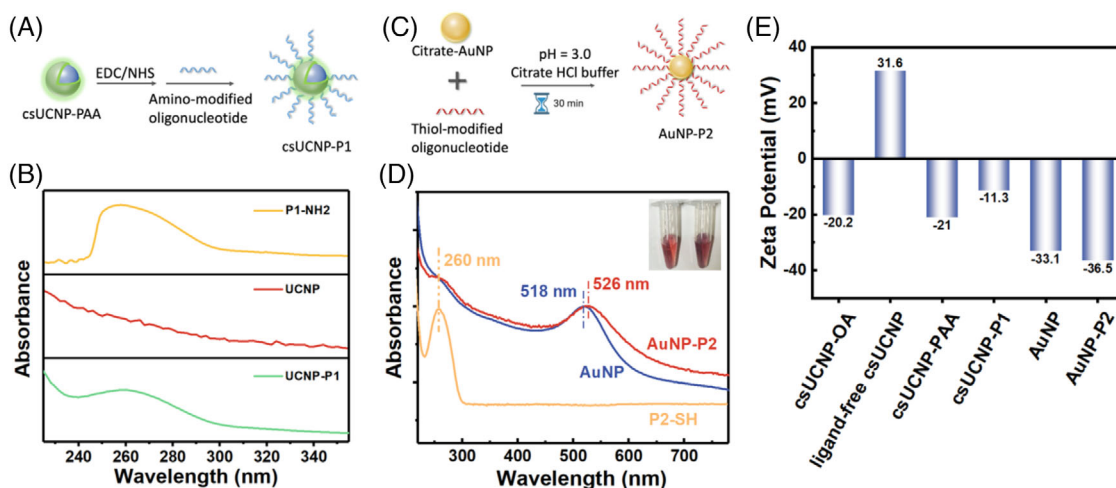 (A)
EDC/NHS
csUCNP-PAA
Amino-modified
oligonucleotide
csUCNP-P1
(B)
P1-NH2
UCNP
UCNP-P1
Absorbance
240 260 280 300 320 340
Wavelength (nm)
(C)
Citrate-AuNP
+
Thiol-modified
oligonucleotide
pH = 3.0
Citrate HCl buffer
30 min
AuNP-P2
(D)
260 nm
518 nm
526 nm
AuNP-P2
AuNP
P2-SH
Absorbance
300 400 500 600 700
Wavelength (nm)
(E)
Zeta Potential (mV)
40
20
0
-20
-40
-20.2
31.6
-21
-11.3
-33.1
-36.5
csUCNP-OA
ligand-free csUCNP
csUCNP-PAA
csUCNP-P1
AuNP
AuNP-P2